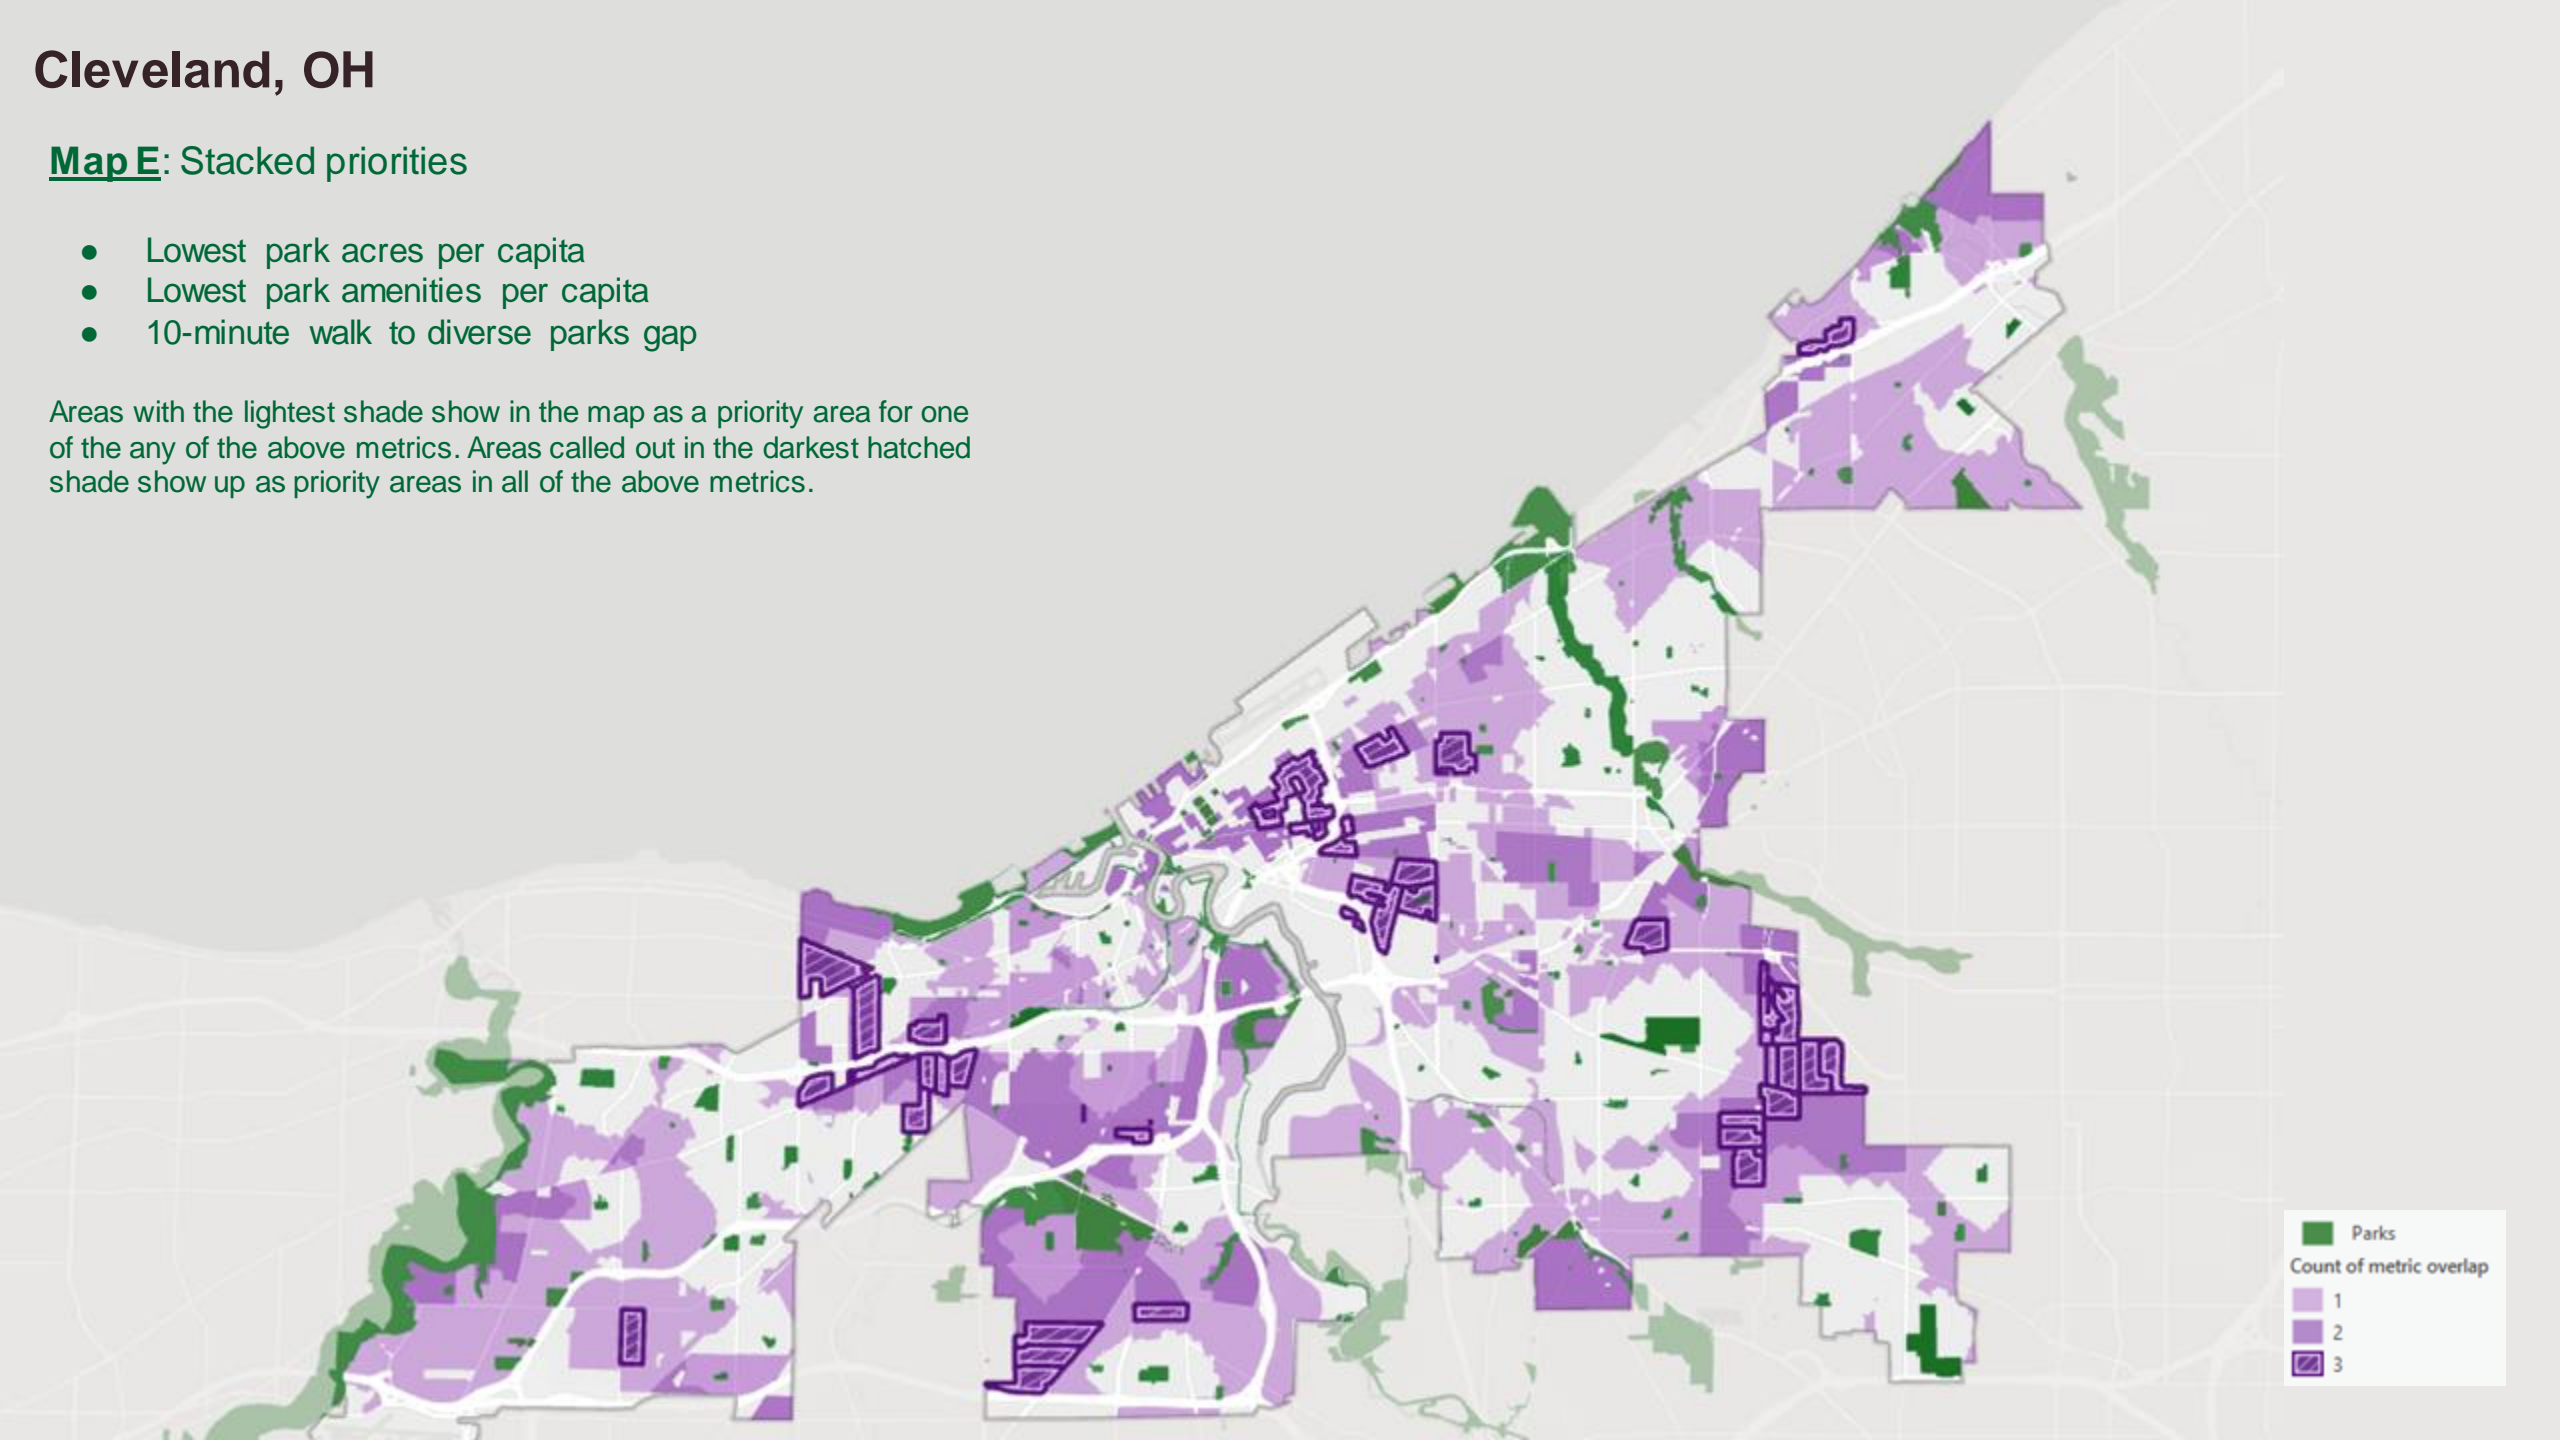 Cleveland, OH
Map E: Stacked priorities
● Lowest park acres per capita
● Lowest park amenities per capita
● 10-minute walk to diverse parks gap
Areas with the lightest shade show in the map as a priority area for one
of the any of the above metrics. Areas called out in the darkest hatched
shade show up as priority areas in all of the above metrics.
Parks
Count of metric overlap
1
2
3